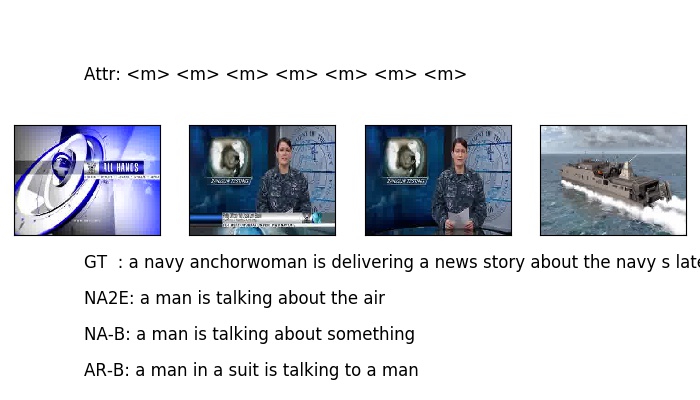 Attr: <m> <m> <m> <m> <m> <m> <m>
ALL HANDS
GT : a navy anchorwoman is delivering a news story about the navy s late
NA2E: a man is talking about the air
NA-B: a man is talking about something
AR-B: a man in a suit is talking to a man